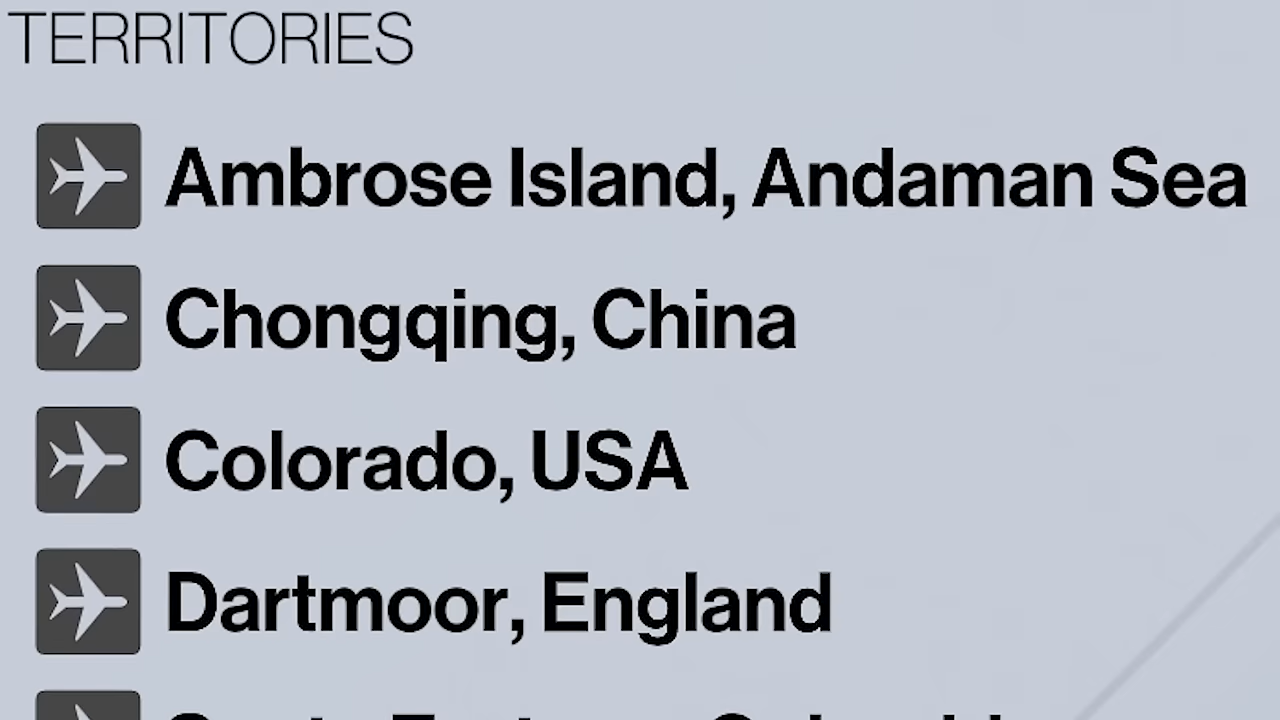 TERRITORIES
Ambrose Island, Andaman Sea
Chongqing, China
Colorado, USA
Dartmoor, England